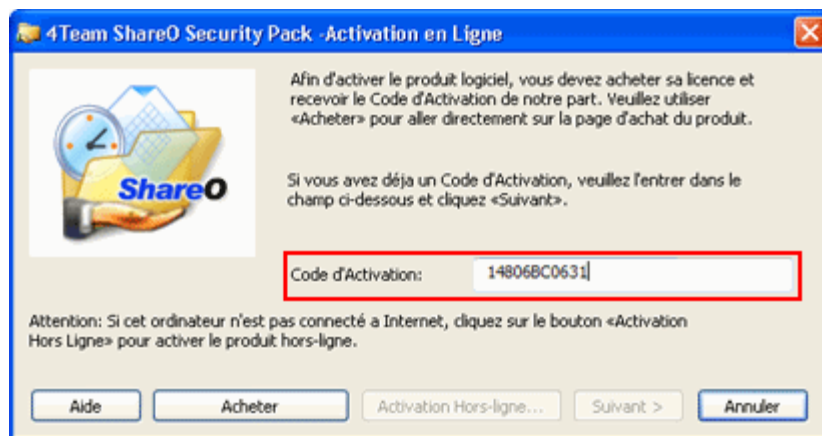 4Team ShareO Security Pack -Activation en Ligne
Afin d'activer le produit logiciel, vous devez acheter sa licence et
recevoir le Code d'Activation de notre part. Veuillez utiliser
«Acheter» pour aller directement sur la page d'achat du produit.
ShareO
Si vous avez déja un Code d'Activation, veuillez l'entrer dans le
champ ci-dessous et cliquez «Suivant».
Code d'Activation: 14806BC0631
Attention: Si cet ordinateur n'est pas connecté a Internet, cliquez sur le bouton «Activation
Hors Ligne» pour activer le produit hors-ligne.
Aide Acheter Activation Hors-ligne... Suivant > Annuler